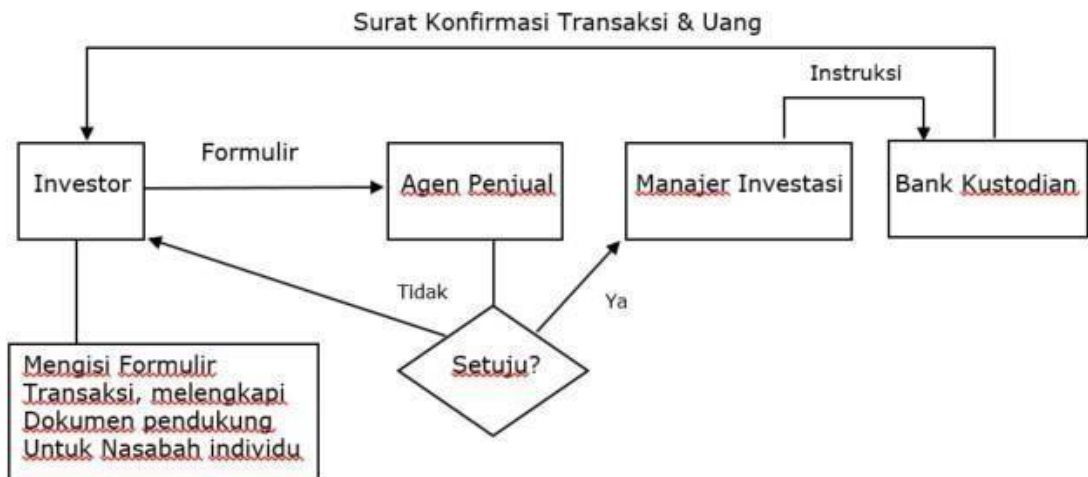 Surat Konfirmasi Transaksi & Uang
Instruksi
Formulir
Investor
Agen Penjual
Manajer Investasi
Bank Kustodian
Tidak
Ya
Setuju?
Mengisi Formulir
Transaksi, melengkapi
Dokumen pendukung
Untuk Nasabah individu